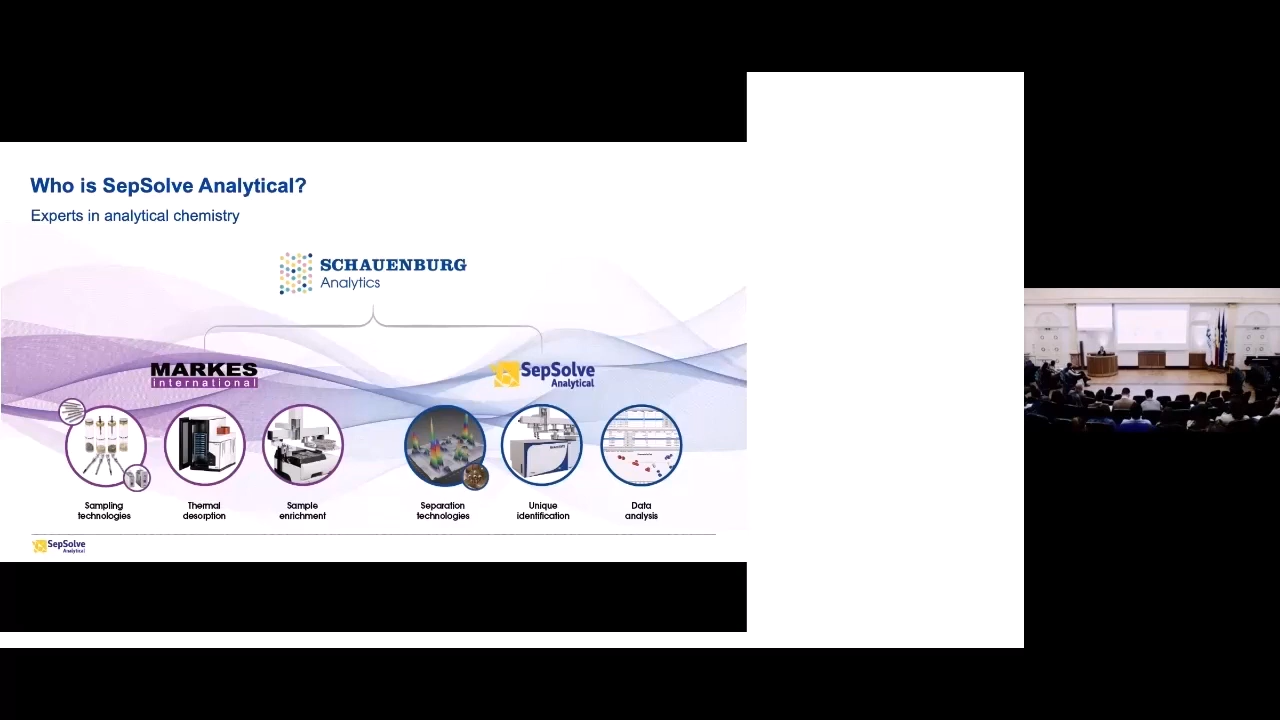 Who is SepSolve Analytical?
Experts in analytical chemistry
SCHAUENBURG
Analytics
MARKES
international
SepSolve
Analytical
Sampling
technologies
Thermal
desorption
Sample
enrichment
Separation
technologies
Unique
identification
Data
analysis
SepSolve
Analytical